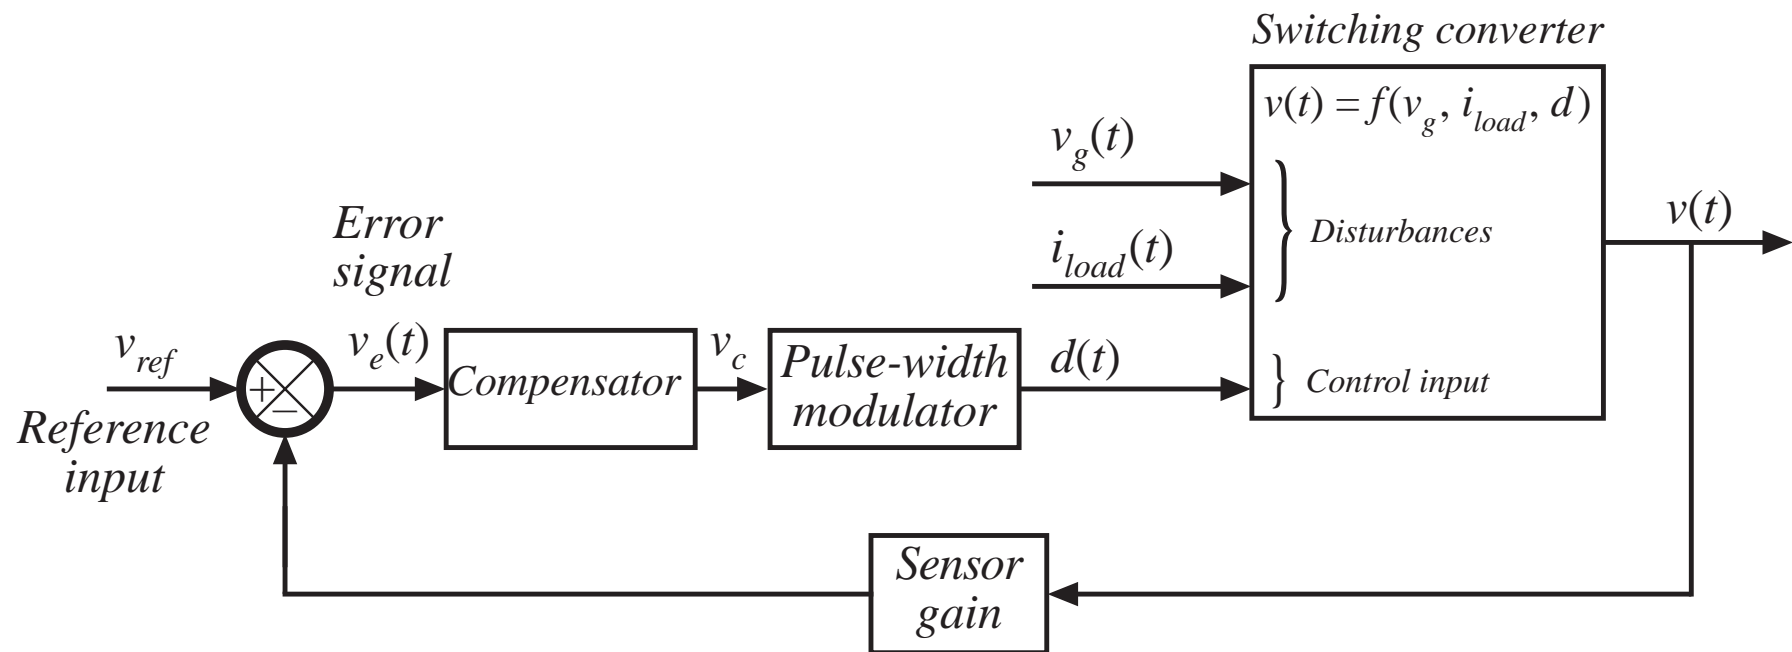 Switching converter
v(t) = f(v_g, i_load, d)
v_g(t)
i_load(t)
} Disturbances
v(t)
Error
signal
v_ref
+
−
v_e(t)
Compensator
v_c
Pulse-width
modulator
d(t)
} Control input
Reference
input
Sensor
gain